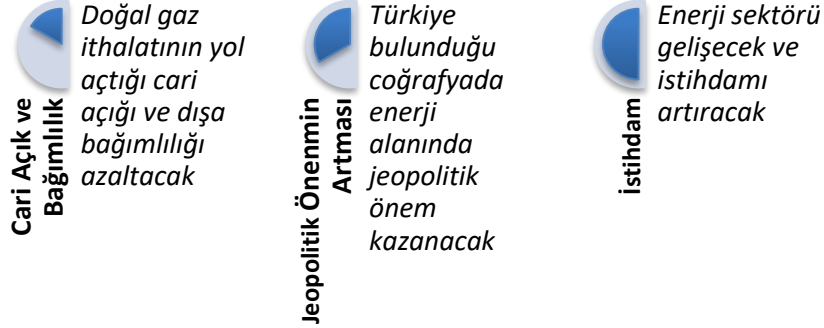 Cari Açık ve
Bağımlılık
Doğal gaz
ithalatının yol
açtığı cari
açığı ve dışa
bağımlılığı
azaltacak
Jeopolitik Önenmin
Artması
Türkiye
bulunduğu
coğrafyada
enerji
alanında
jeopolitik
önem
kazanacak
İstihdam
Enerji sektörü
gelişecek ve
istihdamı
artıracak